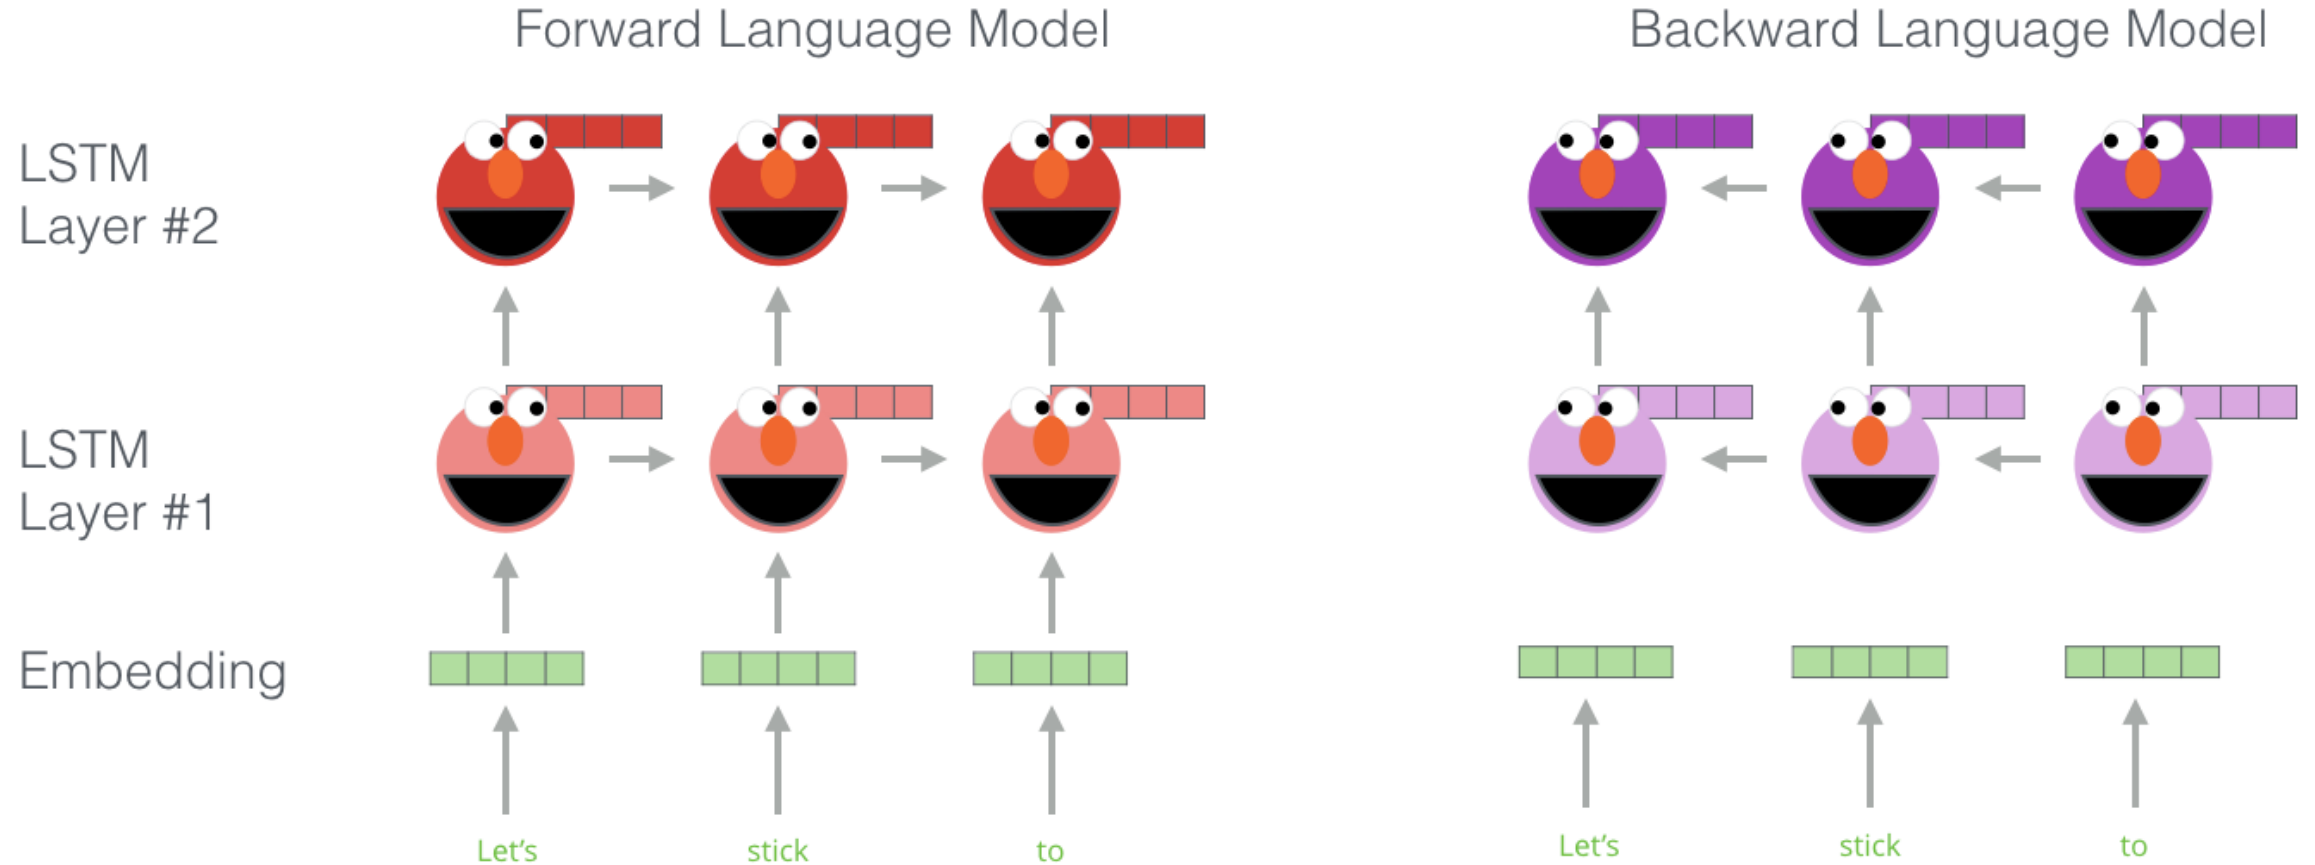 Forward Language Model
Backward Language Model
LSTM
Layer #2
LSTM
Layer #1
Embedding
Let's
stick
to
Let's
stick
to